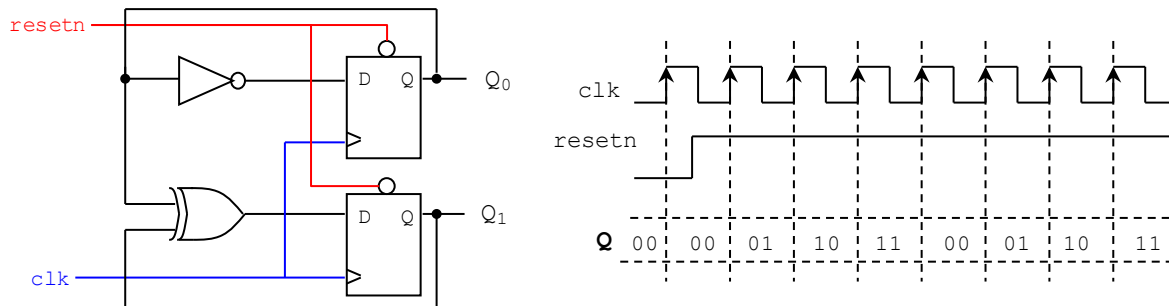 resetn
D Q
Q0
D Q
Q1
clk
clk
resetn
Q 00 00 01 10 11 00 01 10 11